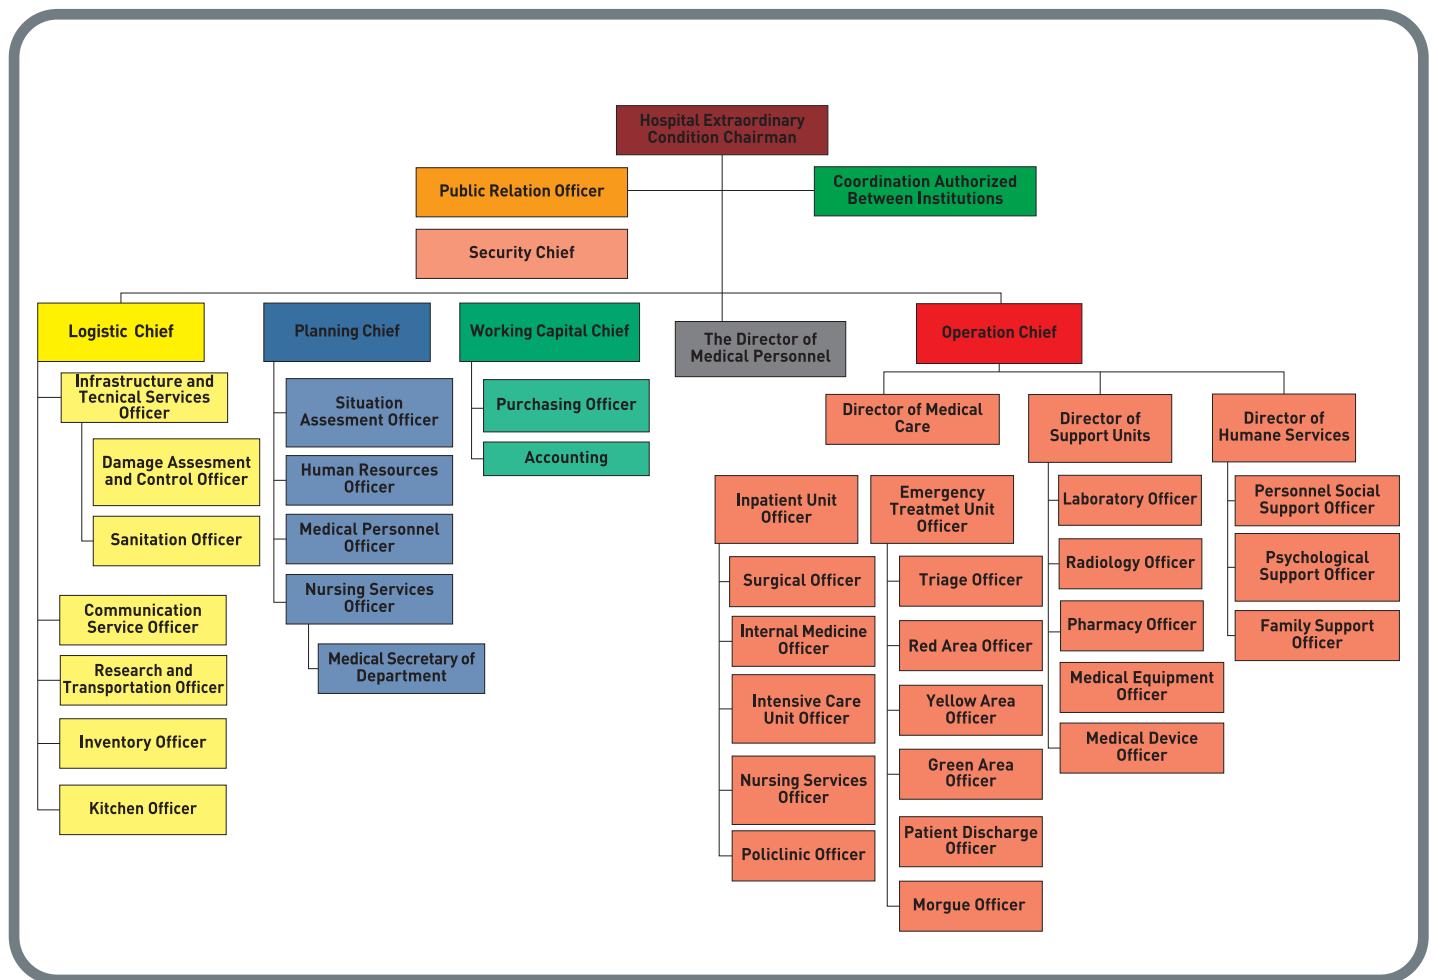 Hospital Extraordinary
Condition Chairman
Public Relation Officer
Coordination Authorized
Between Institutions
Security Chief
Logistic Chief
Infrastructure and
Tecnical Services
Officer
Damage Assesment
and Control Officer
Sanitation Officer
Communication
Service Officer
Research and
Transportation Officer
Inventory Officer
Kitchen Officer
Planning Chief
Situation
Assesment Officer
Human Resources
Officer
Medical Personnel
Officer
Nursing Services
Officer
Medical Secretary of
Department
Working Capital Chief
Purchasing Officer
Accounting
The Director of
Medical Personnel
Operation Chief
Director of Medical
Care
Inpatient Unit
Officer
Surgical Officer
Internal Medicine
Officer
Intensive Care
Unit Officer
Nursing Services
Officer
Policlinic Officer
Emergency
Treatmet Unit
Officer
Triage Officer
Red Area Officer
Yellow Area
Officer
Green Area
Officer
Patient Discharge
Officer
Morgue Officer
Director of
Support Units
Laboratory Officer
Radiology Officer
Pharmacy Officer
Medical Equipment
Officer
Medical Device
Officer
Director of
Humane Services
Personnel Social
Support Officer
Psychological
Support Officer
Family Support
Officer